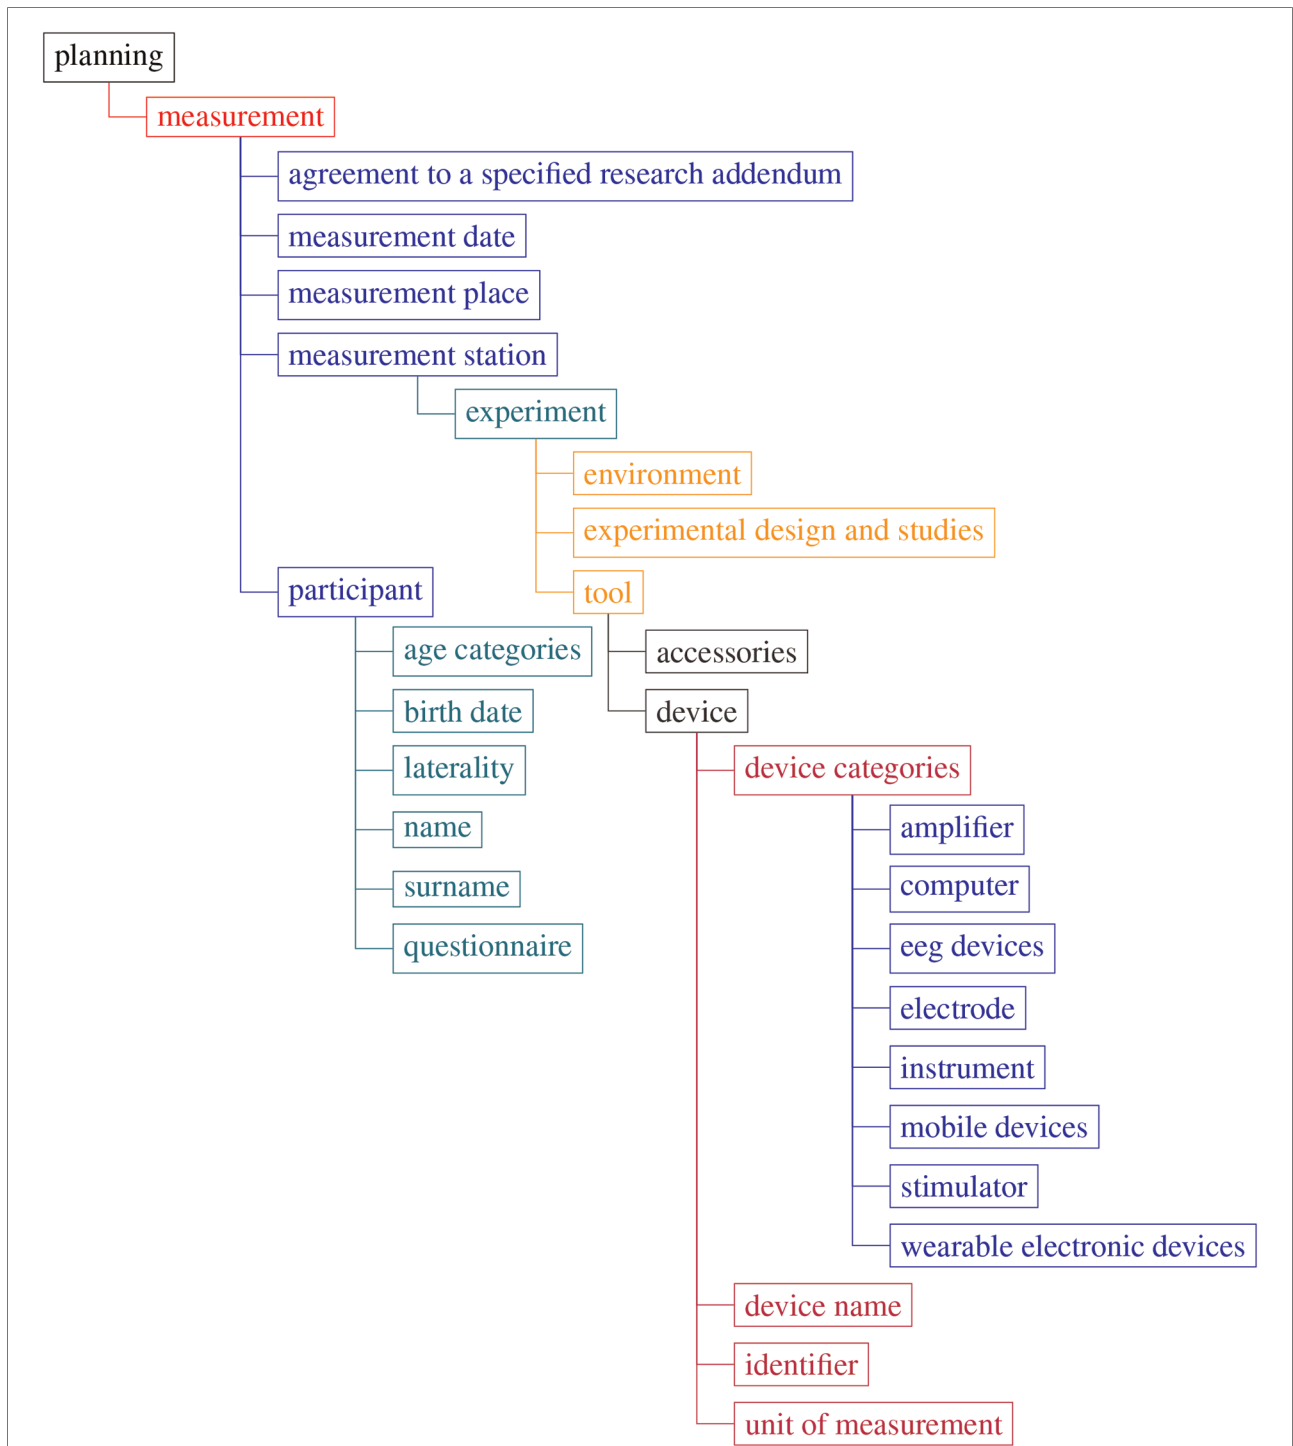 planning
measurement
agreement to a specified research addendum
measurement date
measurement place
measurement station
experiment
environment
experimental design and studies
participant
tool
age categories
accessories
birth date
device
laterality
device categories
name
amplifier
surname
computer
questionnaire
eeg devices
electrode
instrument
mobile devices
stimulator
wearable electronic devices
device name
identifier
unit of measurement